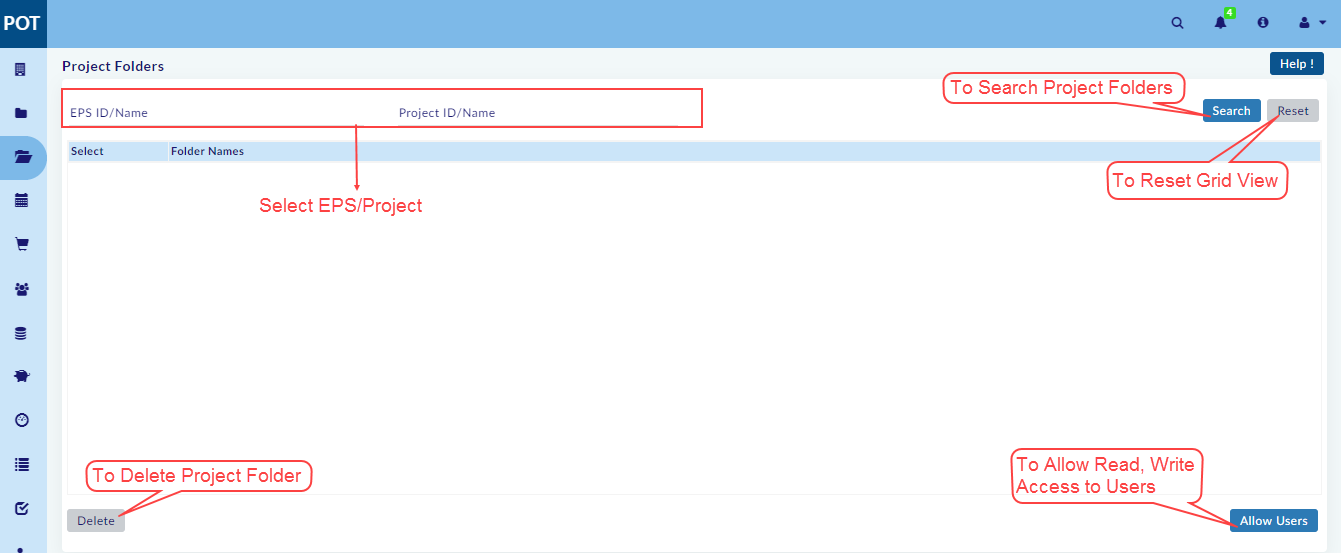 POT
4
Project Folders
Help !
To Search Project Folders
EPS ID/Name
Project ID/Name
Search
Reset
Select
Folder Names
To Reset Grid View
Select EPS/Project
To Delete Project Folder
To Allow Read, Write
Access to Users
Delete
Allow Users